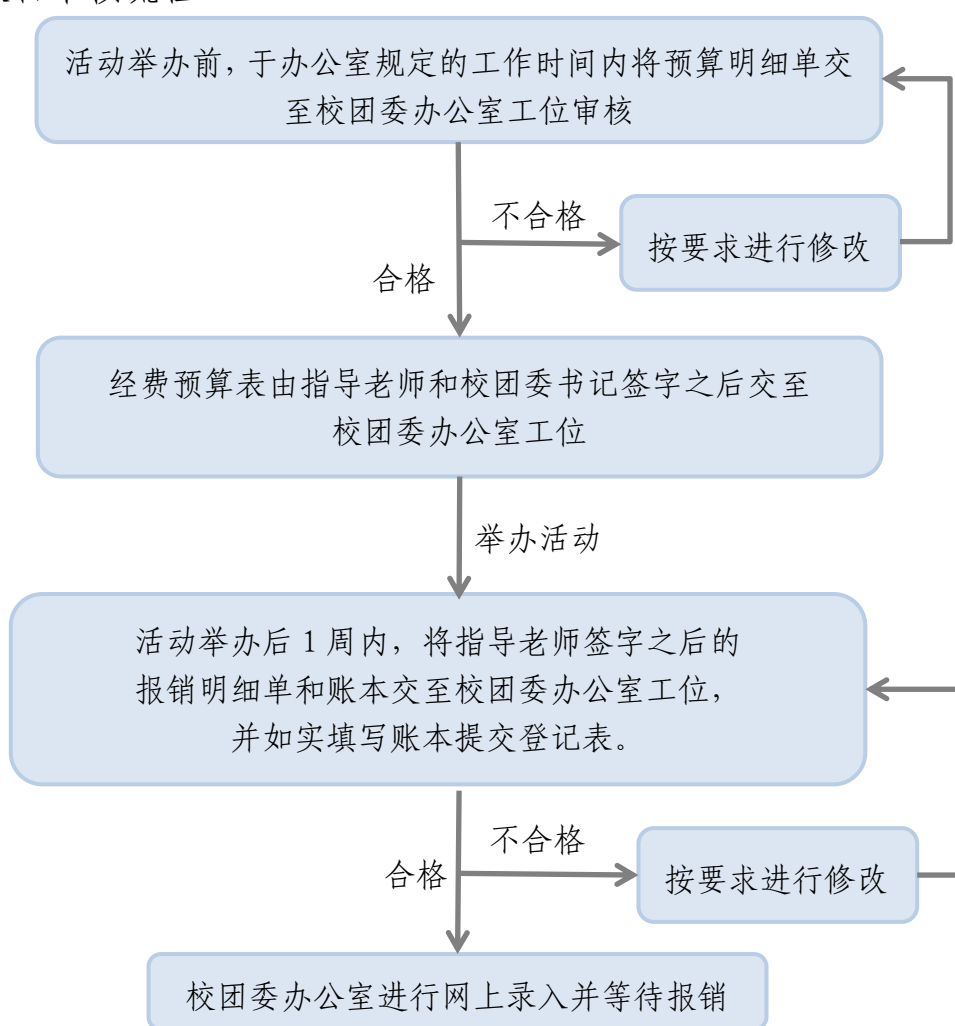 活动举办前，于办公室规定的工作时间内将预算明细单交
至校团委办公室工位审核
不合格
按要求进行修改
合格
经费预算表由指导老师和校团委书记签字之后交至
校团委办公室工位
举办活动
活动举办后 1 周内，将指导老师签字之后的
报销明细单和账本交至校团委办公室工位，
并如实填写账本提交登记表。
不合格
合格
按要求进行修改
校团委办公室进行网上录入并等待报销